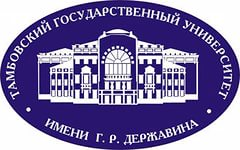 ТАМБОВСКИЙ ГОСУДАРСТВЕННЫЙ УНИВЕРСИТЕТ
ИМЕНИ Г. Р. ДЕРЖАВИНА